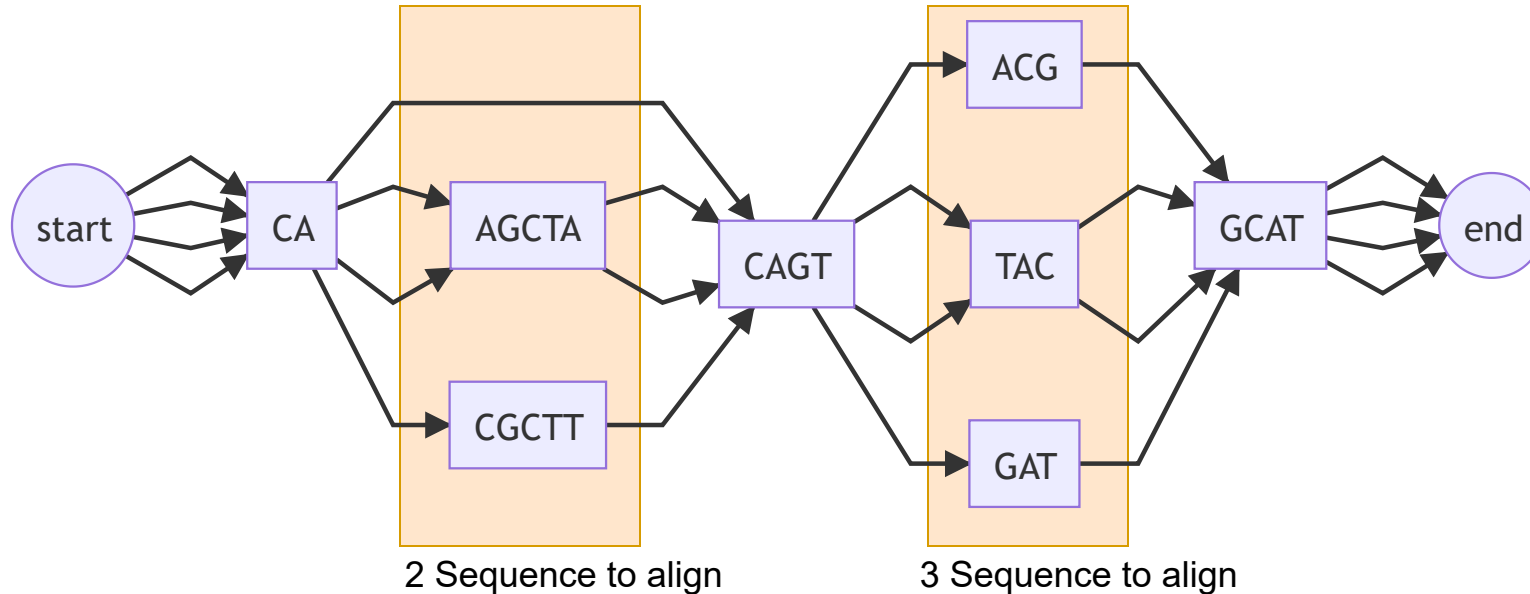 start
CA
AGCTA
CGCTT
CAGT
ACG
TAC
GAT
GCAT
end
2 Sequence to align
3 Sequence to align